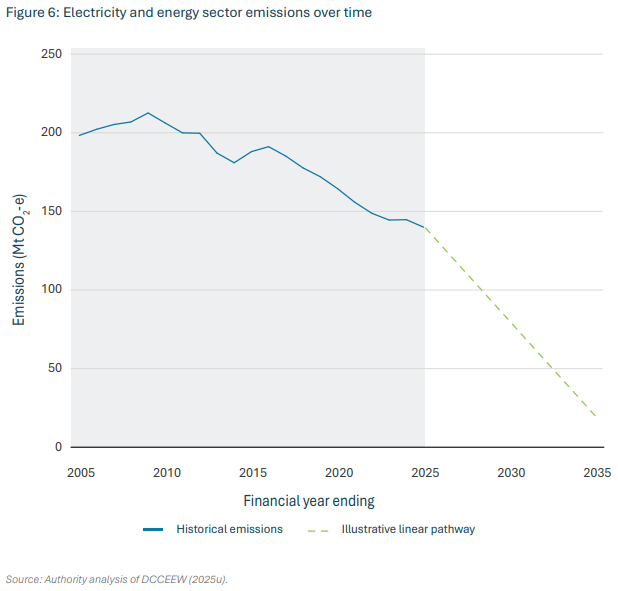 Figure 6: Electricity and energy sector emissions over time
250
200
150
100
50
0
Emissions (Mt CO2-e)
2005 2010 2015 2020 2025 2030 2035
Financial year ending
Historical emissions Illustrative linear pathway
Source: Authority analysis of DCCEEW (2025u).